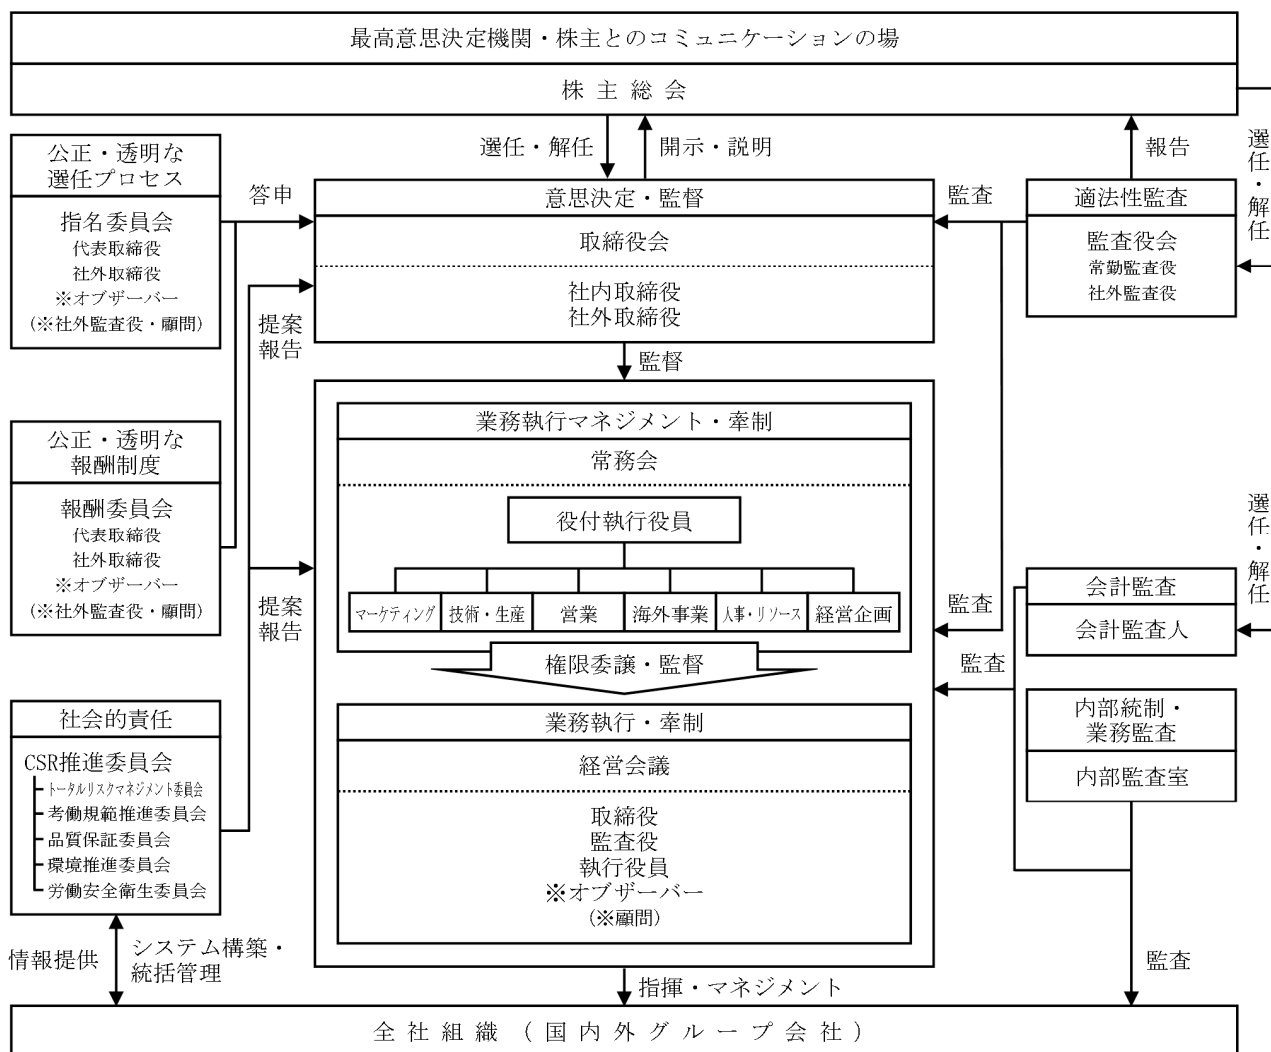 最高意思決定機関・株主とのコミュニケーションの場
株主総会
選任・解任
開示・説明
報告
選任・解任
公正・透明な
選任プロセス
指名委員会
代表取締役
社外取締役
※オブザーバー
(※社外監査役・顧問)
答申
意思決定・監督
取締役会
社内取締役
社外取締役
監査
適法性監査
監査役会
常勤監査役
社外監査役
提案
報告
監督
公正・透明な
報酬制度
報酬委員会
代表取締役
社外取締役
※オブザーバー
(※社外監査役・顧問)
提案
報告
業務執行マネジメント・牽制
常務会
役付執行役員
マーケティング
技術・生産
営業
海外事業
人事・リソース
経営企画
権限委譲・監督
監査
監査
選任・解任
会計監査
会計監査人
内部統制・
業務監査
内部監査室
業務執行・牽制
経営会議
取締役
監査役
執行役員
※オブザーバー
(※顧問)
社会的責任
CSR推進委員会
トータルリスクマネジメント委員会
考働規範推進委員会
品質保証委員会
環境推進委員会
労働安全衛生委員会
情報提供
システム構築・
統括管理
指揮・マネジメント
監査
全社組織(国内外グループ会社)